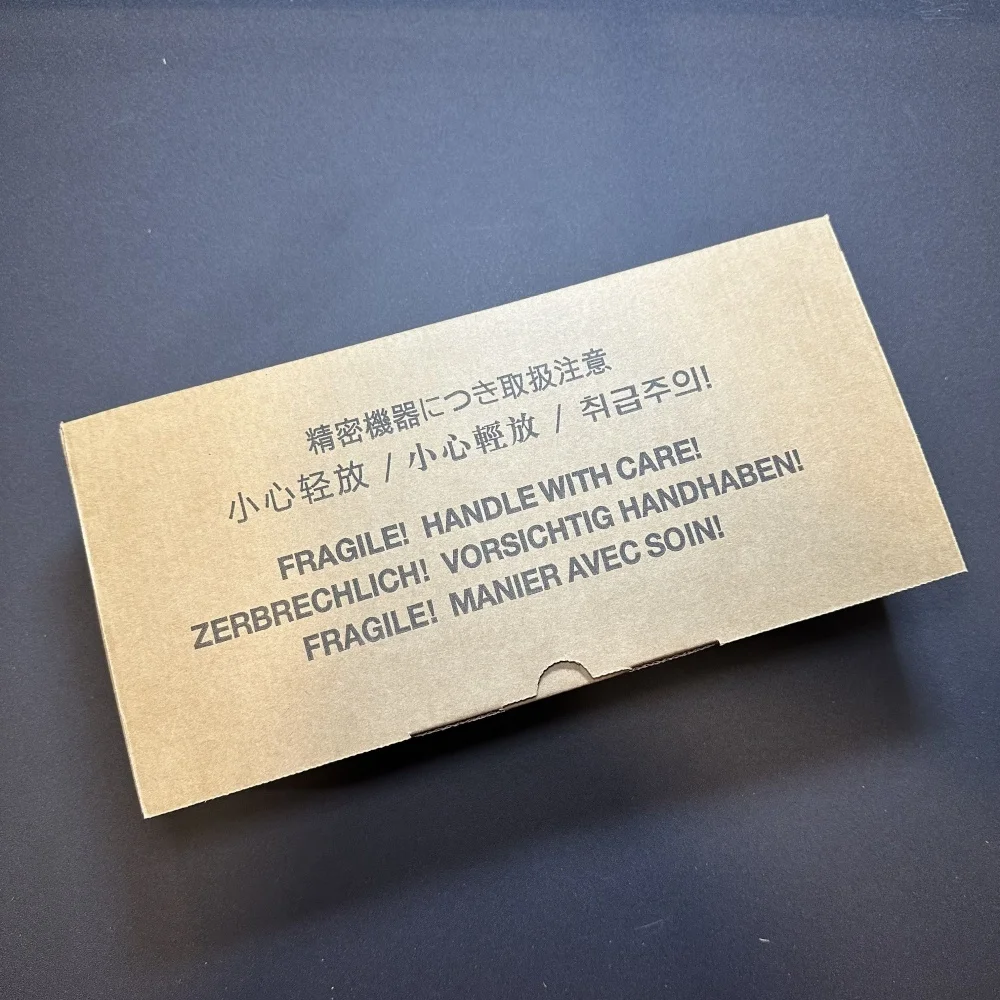 精密機器につき取扱注意
小心轻放 / 小心輕放 / 취급주의!
FRAGILE! HANDLE WITH CARE!
ZERBRECHLICH! VORSICHTIG HANDHABEN!
FRAGILE! MANIER AVEC SOIN!